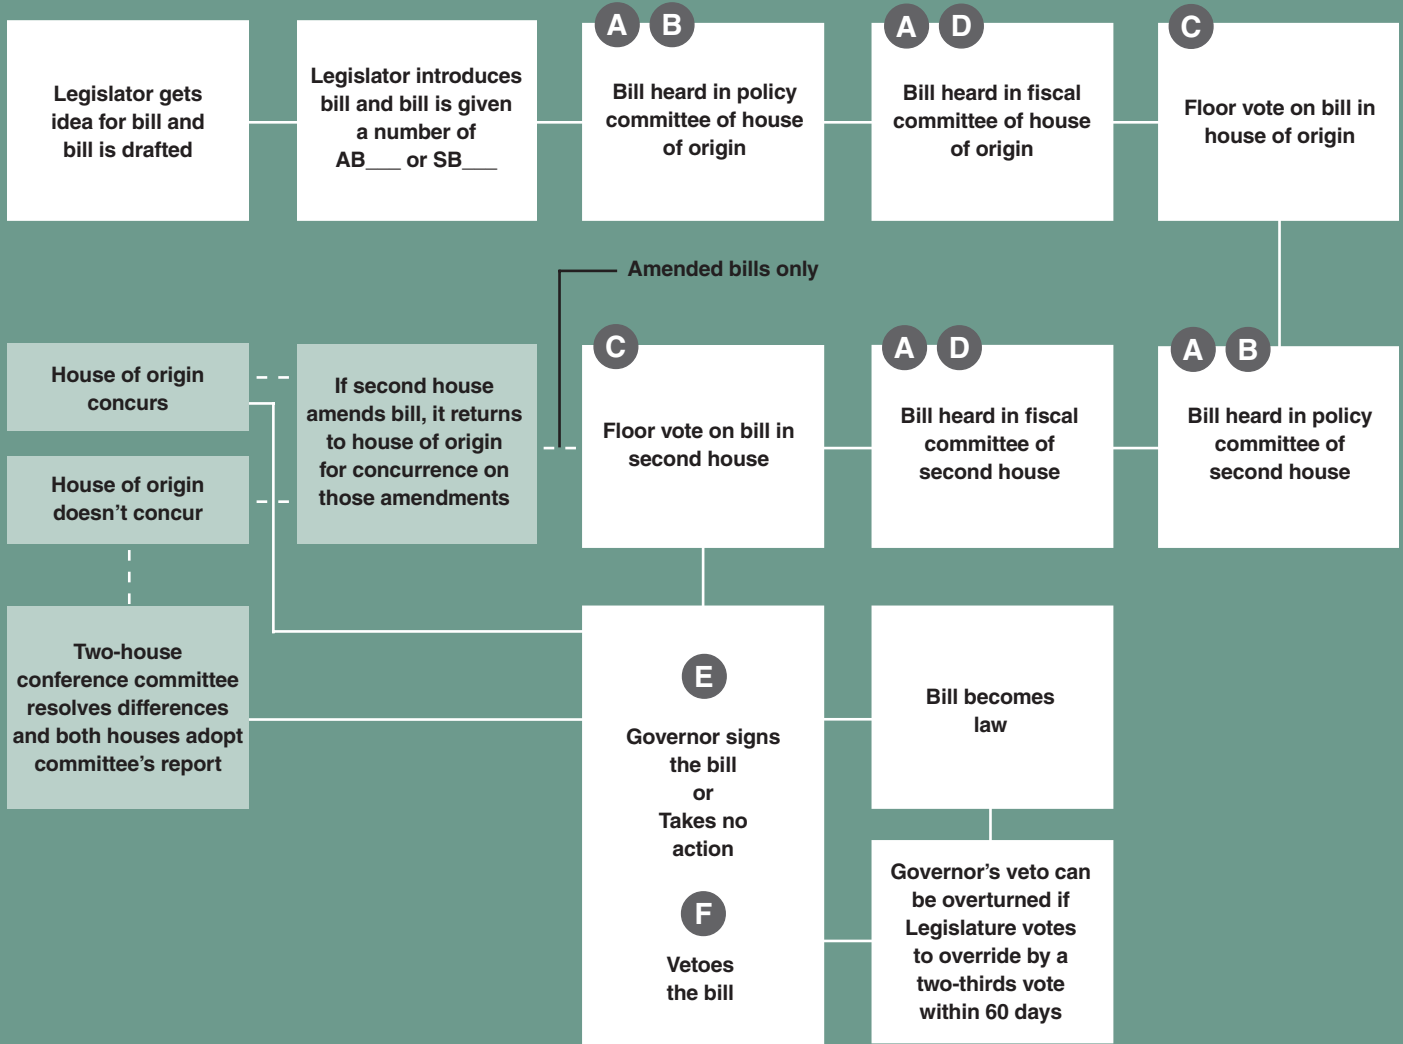 Legislator gets
idea for bill and
bill is drafted
Legislator introduces
bill and bill is given
a number of
AB___ or SB___
A B
Bill heard in policy
committee of house
of origin
A D
Bill heard in fiscal
committee of house
of origin
C
Floor vote on bill in
house of origin
Amended bills only
House of origin
concurs
House of origin
doesn’t concur
If second house
amends bill, it returns
to house of origin
for concurrence on
those amendments
C
Floor vote on bill in
second house
A D
Bill heard in fiscal
committee of
second house
A B
Bill heard in policy
committee of
second house
Two-house
conference committee
resolves differences
and both houses adopt
committee’s report
E
Governor signs
the bill
or
Takes no
action
F
Vetoes
the bill
Bill becomes
law
Governor’s veto can
be overturned if
Legislature votes
to override by a
two-thirds vote
within 60 days